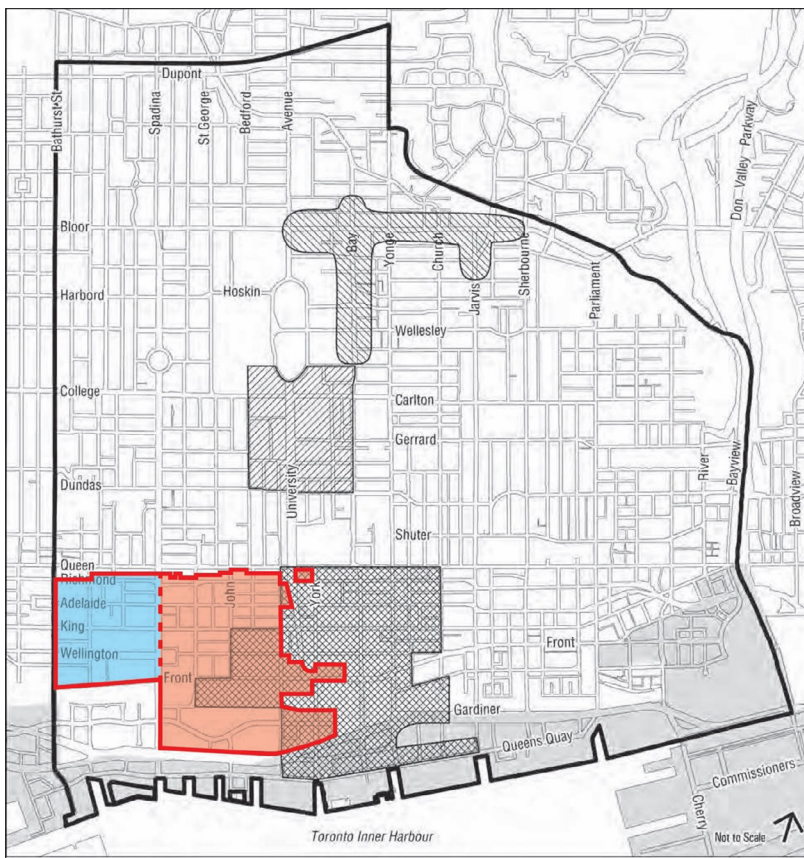 Dupont
Bathurst St
Spadina
St George
Bedford
Avenue
Don Valley Parkway
Bloor
Bay
Yonge
Church
Sherbourne
Jarvis
Parliament
Harbord
Hoskin
Wellesley
College
Carlton
Gerrard
Dundas
University
River
Bayview
Broadview
Shuter
Queen
Richmond
Adelaide
John
York
King
Wellington
Front
Front
Gardiner
Queens Quay
Commissioners
Cherry
Not to Scale
Toronto Inner Harbour